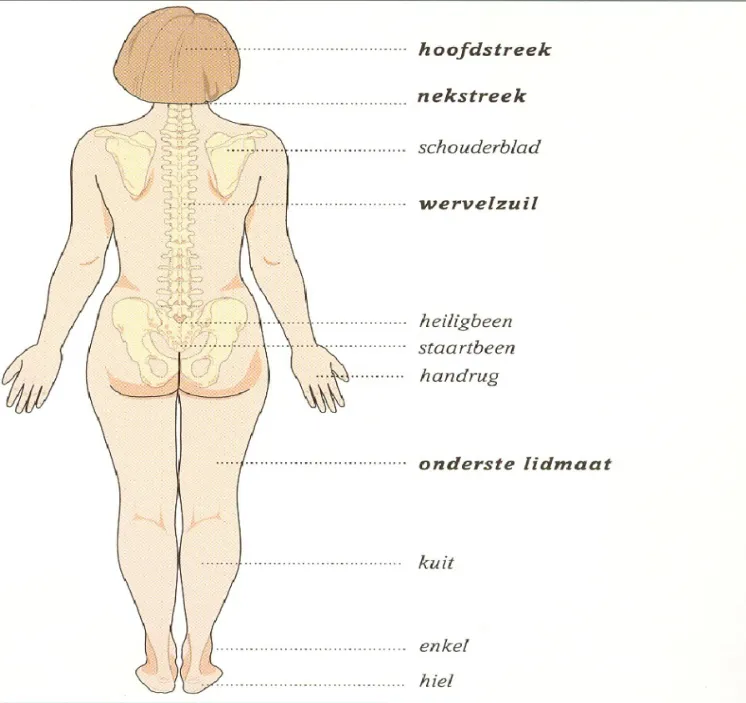 hoofdstreek
nekstreek
schouderblad
wervelzuil
heiligbeen
staartbeen
handrug
onderste lidmaat
kuit
enkel
hiel